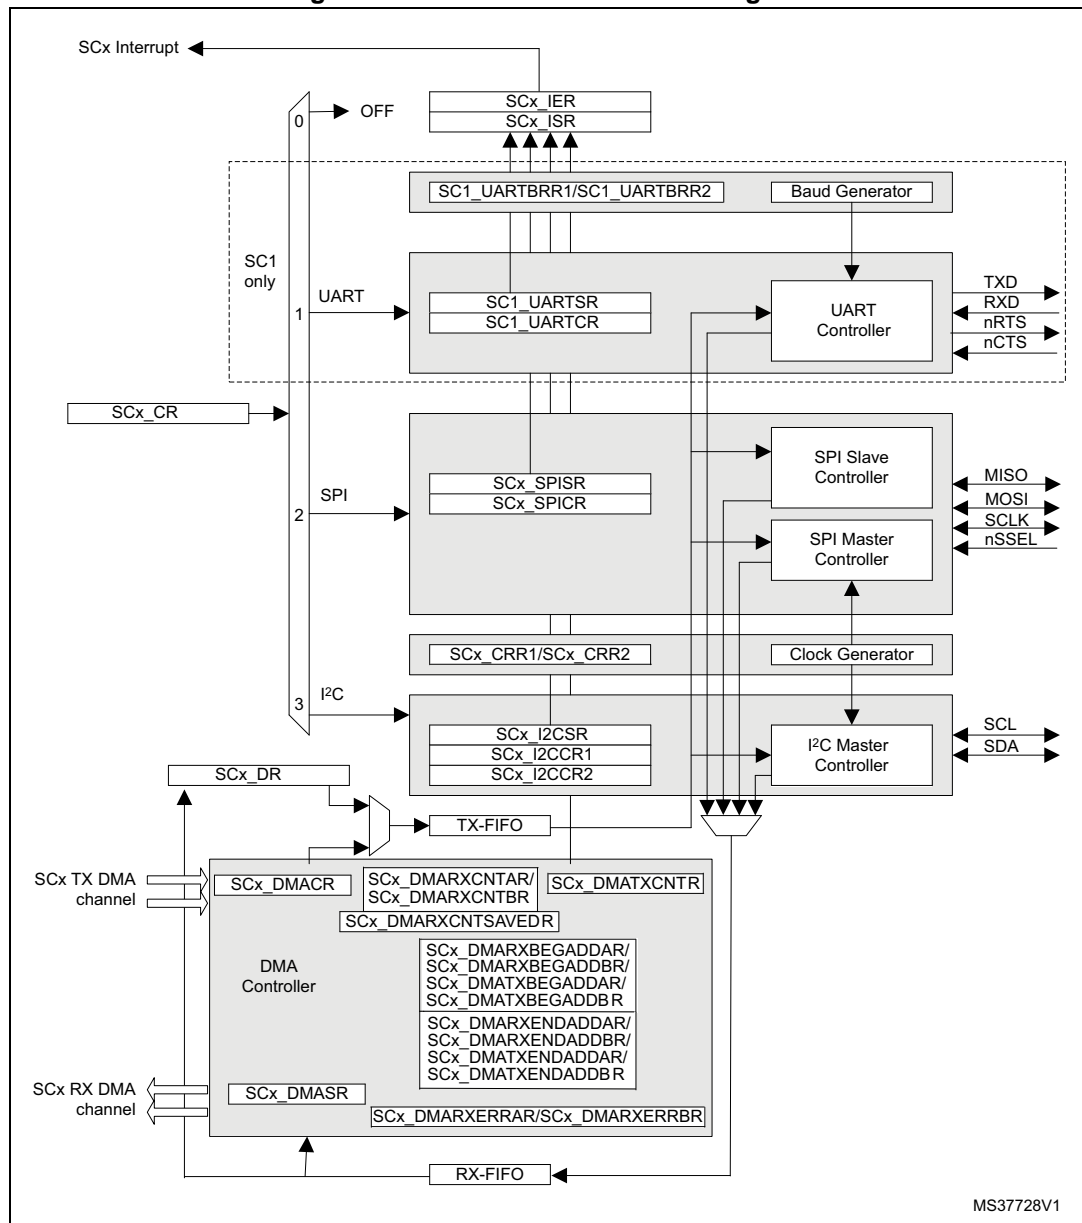 SCx Interrupt
SCx_IER
SCx_ISR
0
OFF
SC1_UARTBRR1/SC1_UARTBRR2
Baud Generator
SC1
only
UART
1
SC1_UARTSR
SC1_UARTCR
UART
Controller
TXD
RXD
nRTS
nCTS
SCx_CR
SPI
2
SCx_SPISR
SCx_SPICR
SPI Slave
Controller
SPI Master
Controller
MISO
MOSI
SCLK
nSSEL
SCx_CRR1/SCx_CRR2
Clock Generator
I²C
3
SCx_I2CSR
SCx_I2CCR1
SCx_I2CCR2
I²C Master
Controller
SCL
SDA
SCx_DR
TX-FIFO
SCx TX DMA
channel
SCx_DMACR
SCx_DMARXCNTAR/
SCx_DMARXCNTBR
SCx_DMATXCNTR
SCx_DMARXCNTSAVEDR
DMA
Controller
SCx_DMARXBEGADDAR/
SCx_DMARXBEGADDBR/
SCx_DMATXBEGADDAR/
SCx_DMATXBEGADDBR
SCx_DMARXENDADDAR/
SCx_DMARXENDADDBR/
SCx_DMATXENDADDAR/
SCx_DMATXENDADDBR
SCx RX DMA
channel
SCx_DMASR
SCx_DMARXERRAR/SCx_DMARXERRBR
RX-FIFO
MS37728V1